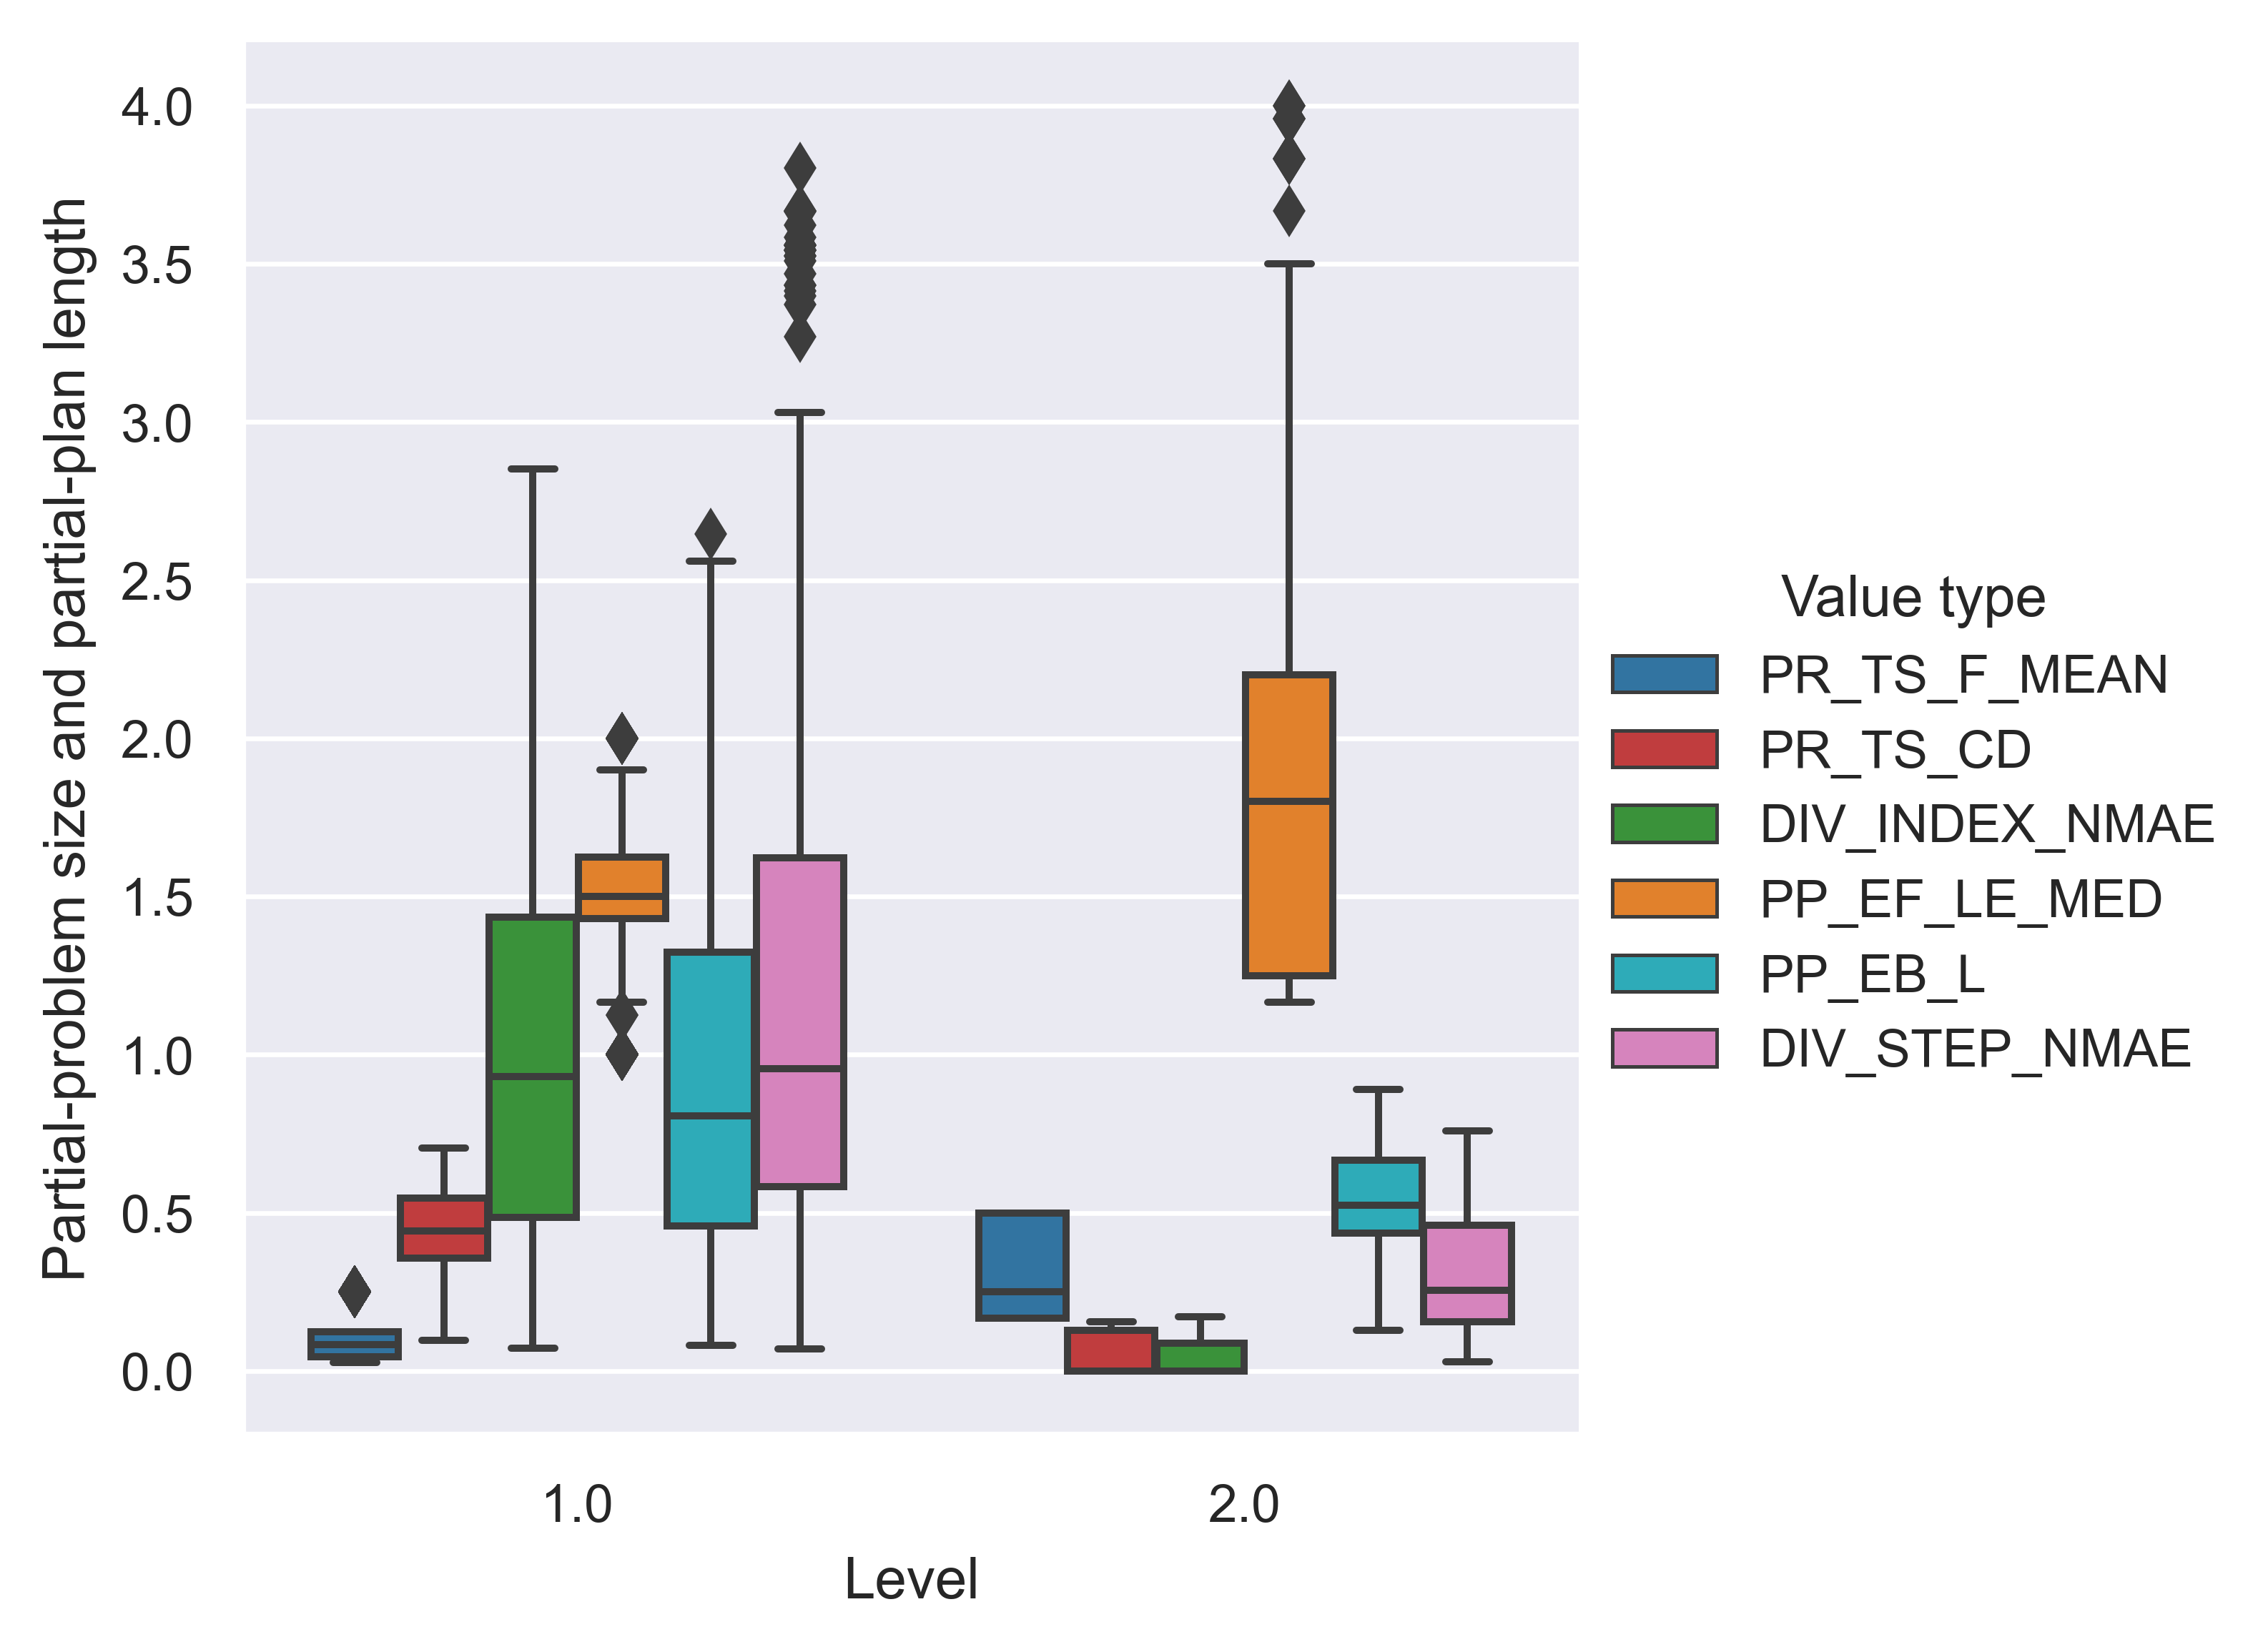 Partial-problem size and partial-plan length
4.0
3.5
3.0
2.5
2.0
1.5
1.0
0.5
0.0
1.0
2.0
Level
Value type
PR_TS_F_MEAN
PR_TS_CD
DIV_INDEX_NMAE
PP_EF_LE_MED
PP_EB_L
DIV_STEP_NMAE